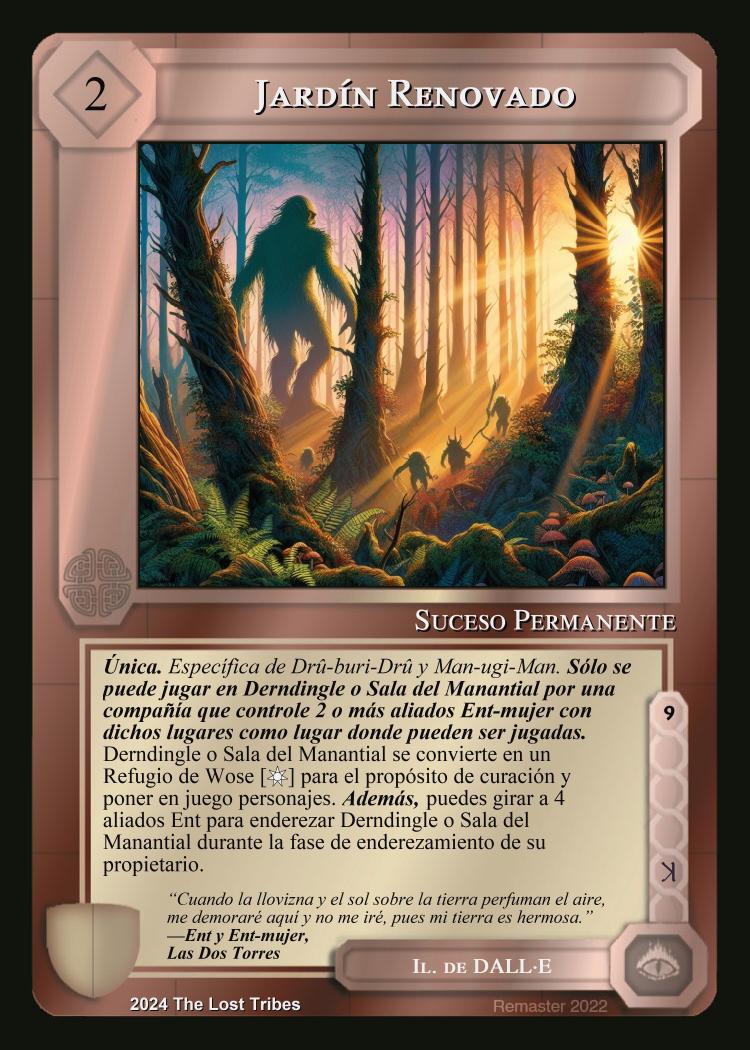 2
Jardín Renovado
Suceso Permanente
Única. Específica de Drû-buri-Drû y Man-ugi-Man. Sólo se
puede jugar en Derndingle o Sala del Manantial por una
compañía que controle 2 o más aliados Ent-mujer con
dichos lugares como lugar donde pueden ser jugadas.
Derndingle o Sala del Manantial se convierte en un
Refugio de Wose [ ] para el propósito de curación y
poner en juego personajes. Además, puedes girar a 4
aliados Ent para enderezar Derndingle o Sala del
Manantial durante la fase de enderezamiento de su
propietario.
9
“Cuando la llovizna y el sol sobre la tierra perfuman el aire,
me demoraré aquí y no me iré, pues mi tierra es hermosa.”
—Ent y Ent-mujer,
Las Dos Torres
Il. de DALL·E
2024 The Lost Tribes
Remaster 2022